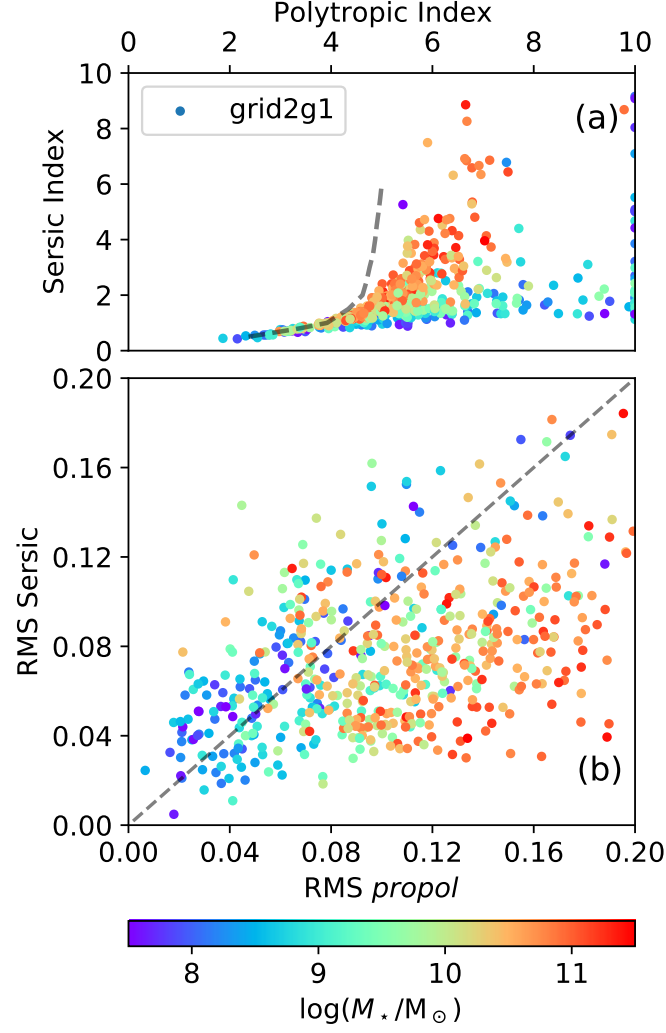 Polytropic Index
0 2 4 6 8 10
10
8
6
4
2
0
Sersic Index
grid2g1
(a)
0.20
0.16
0.12
0.08
0.04
0.00
RMS Sersic
(b)
0.00 0.04 0.08 0.12 0.16 0.20
RMS propol
8 9 10 11
log(M⋆/M⊙)